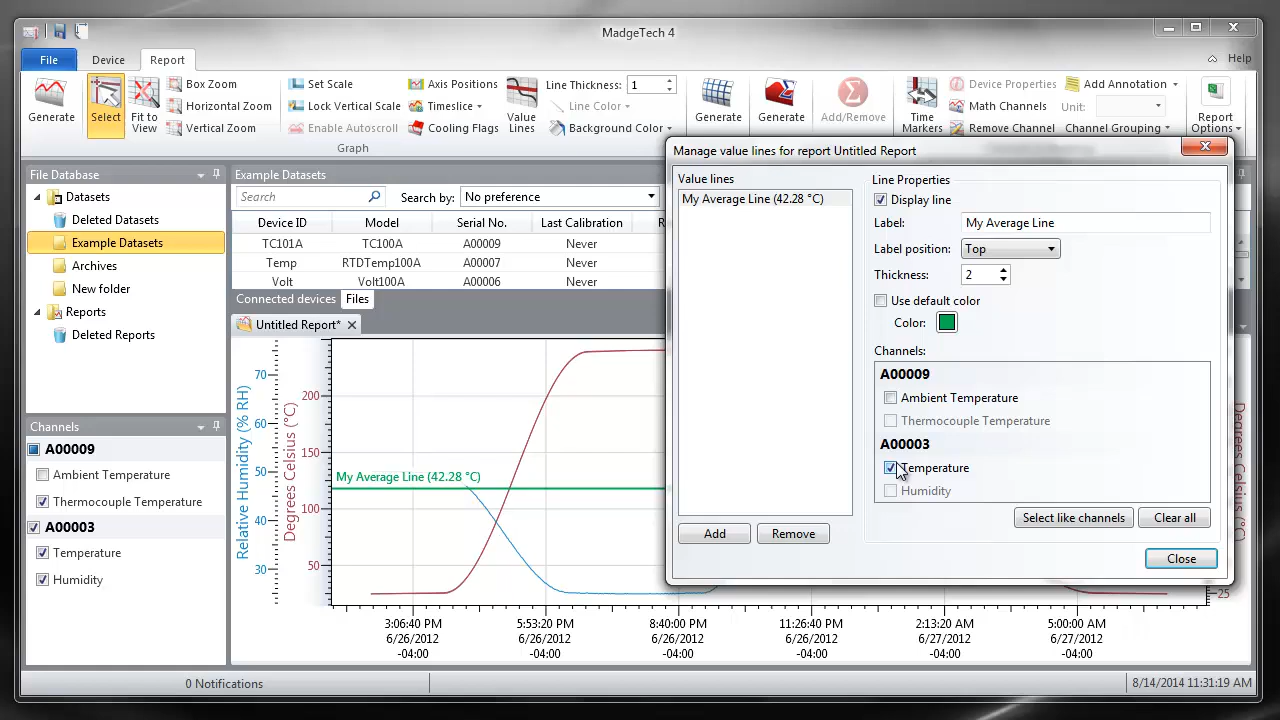 MadgeTech 4
File
Device
Report
Help
Generate
Select
Fit to View
Box Zoom
Horizontal Zoom
Vertical Zoom
Set Scale
Lock Vertical Scale
Enable Autoscroll
Axis Positions
Timeslice
Cooling Flags
Value Lines
Line Thickness: 1
Line Color
Background Color
Graph
Generate
Generate
Add/Remove
Time Markers
Device Properties
Math Channels
Remove Channel
Add Annotation
Unit:
Channel Grouping
Report Options
File Database
Datasets
Deleted Datasets
Example Datasets
Archives
New folder
Reports
Deleted Reports
Channels
A00009
Ambient Temperature
Thermocouple Temperature
A00003
Temperature
Humidity
Example Datasets
Search
Search By: No preference
Device ID Model Serial No. Last Calibration
TC101A TC100A A00009 Never
Temp RTDTemp100A A00007 Never
Volt Volt100A A00006 Never
Connected devices Files
Untitled Report*
Relative Humidity (% RH)
70
60
50
40
30
Degrees Celsius (°C)
200
150
100
50
My Average Line (42.28 °C)
25
3:06:40 PM 5:53:20 PM 8:40:00 PM 11:26:40 PM 2:13:20 AM 5:00:00 AM
6/26/2012 6/26/2012 6/26/2012 6/26/2012 6/27/2012 6/27/2012
-04:00 -04:00 -04:00 -04:00 -04:00 -04:00
Manage value lines for report Untitled Report
Value lines
My Average Line (42.28 °C)
Add
Remove
Line Properties
Display line
Label: My Average Line
Label position: Top
Thickness: 2
Use default color
Color:
Channels:
A00009
Ambient Temperature
Thermocouple Temperature
A00003
Temperature
Humidity
Select like channels
Clear all
Close
0 Notifications
8/14/2014 11:31:19 AM